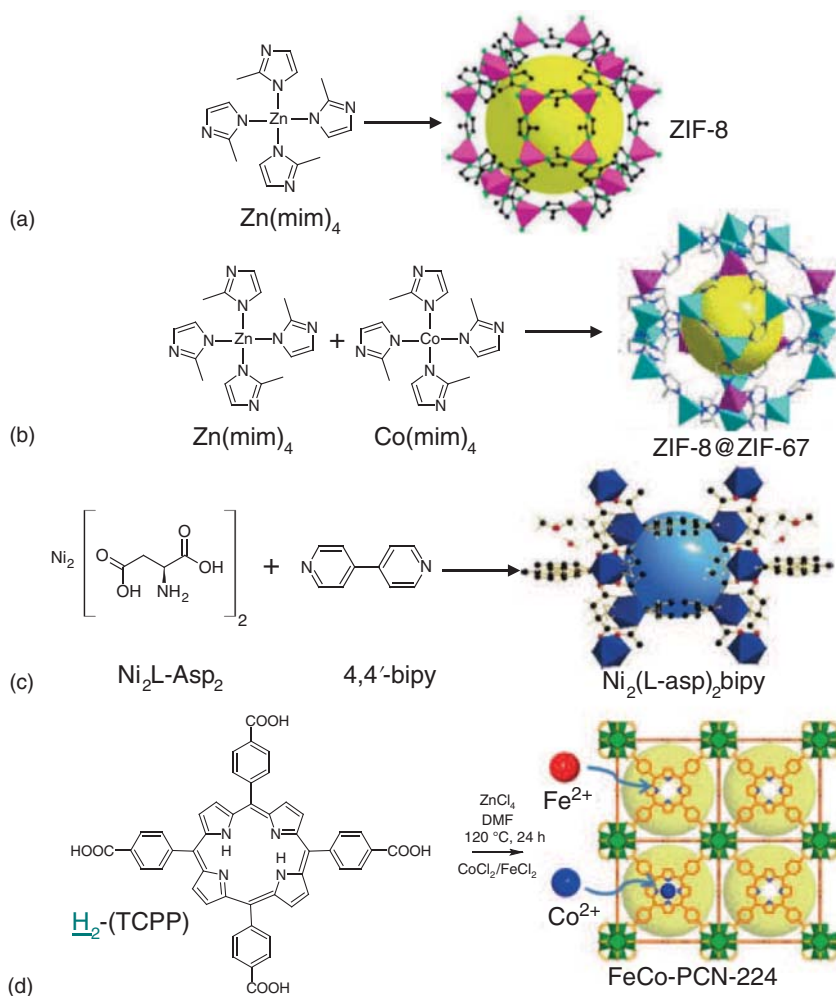 N
N
N
N
Zn
N
N
N
N
ZIF-8
Zn(mim)₄
(a)
N
N
N
N
Zn
N
N
N
N
+
N
N
N
N
Co
N
N
N
N
Zn(mim)₄
Co(mim)₄
ZIF-8@ZIF-67
(b)
Ni₂
O
OH
NH₂
O
OH
2
+
N
N
Ni₂L-Asp₂
4,4′-bipy
Ni₂(L-asp)₂bipy
(c)
COOH
HOOC
COOH
N
H
N
N
H
N
COOH
H₂-(TCPP)
ZnCl₄
DMF
120 °C, 24 h
CoCl₂/FeCl₂
Fe²⁺
Co²⁺
FeCo-PCN-224
(d)